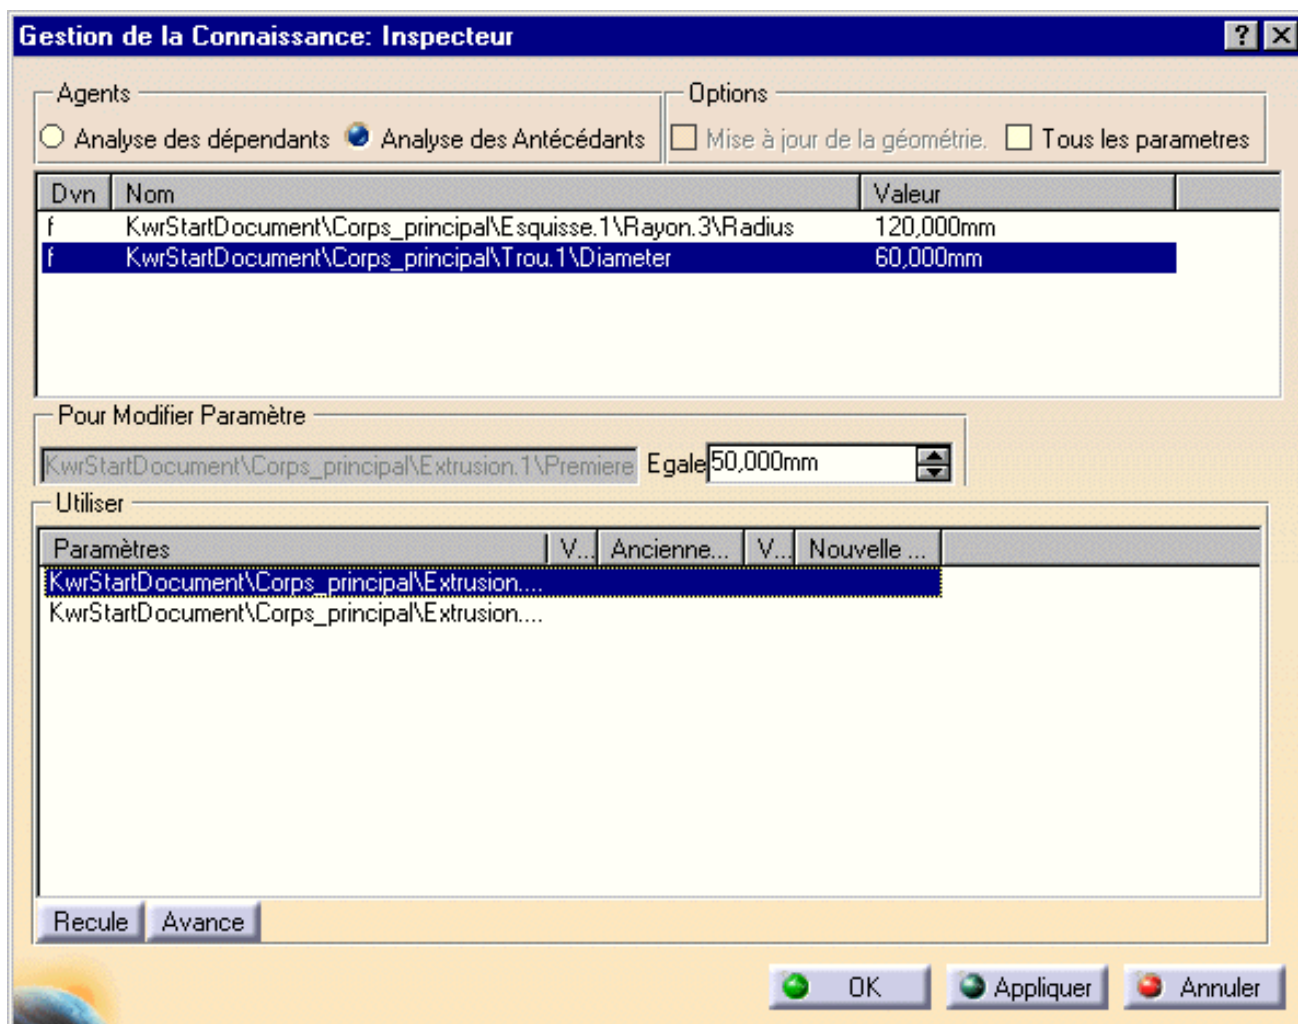 Gestion de la Connaissance: Inspecteur
Agents
Options
Analyse des dépendants Analyse des Antécédants Mise à jour de la géométrie. Tous les parametres
Dvn Nom Valeur
f KwrStartDocument\Corps_principal\Esquisse.1\Rayon.3\Radius 120,000mm
f KwrStartDocument\Corps_principal\Trou.1\Diameter 60,000mm
Pour Modifier Paramètre
KwrStartDocument\Corps_principal\Extrusion.1\Premiere Egale 50,000mm
Utiliser
Paramètres V... Ancienne... V... Nouvelle ...
KwrStartDocument\Corps_principal\Extrusion....
KwrStartDocument\Corps_principal\Extrusion....
Recule Avance
OK Appliquer Annuler